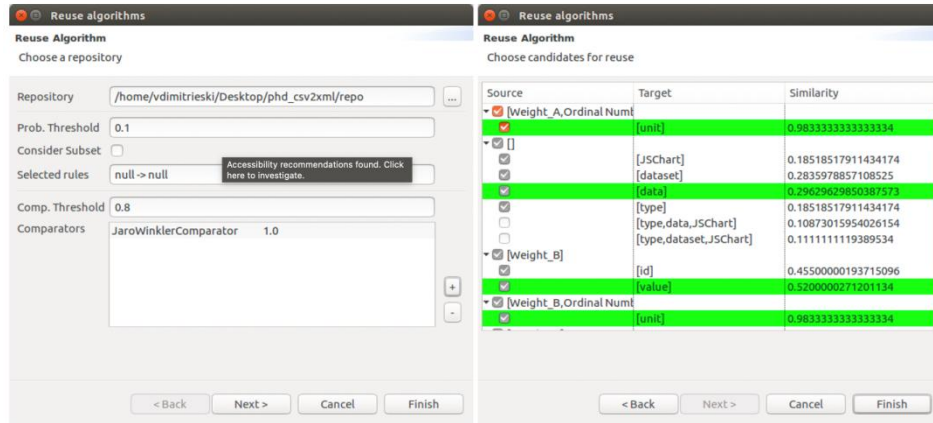 Reuse algorithms
Reuse Algorithm
Choose a repository
Repository /home/vdimitrieski/Desktop/phd_csv2xml/repo ...
Prob. Threshold 0.1
Consider Subset
Accessibility recommendations found. Click
here to investigate.
Selected rules null -> null
Comp. Threshold 0.8
Comparators JaroWinklerComparator 1.0
+
-
< Back Next > Cancel Finish
Reuse algorithms
Reuse Algorithm
Choose candidates for reuse
Source Target Similarity
[Weight_A,Ordinal Numb
[unit] 0.9833333333333334
[]
[JSChart] 0.18518517911434174
[dataset] 0.2835978857108525
[data] 0.29629629850387573
[type] 0.18518517911434174
[type,data,JSChart] 0.10873015954026154
[type,dataset,JSChart] 0.1111111119389534
[Weight_B]
[id] 0.4550000193715096
[value] 0.5200000271201134
[Weight_B,Ordinal Numb
[unit] 0.9833333333333334
< Back Next > Cancel Finish